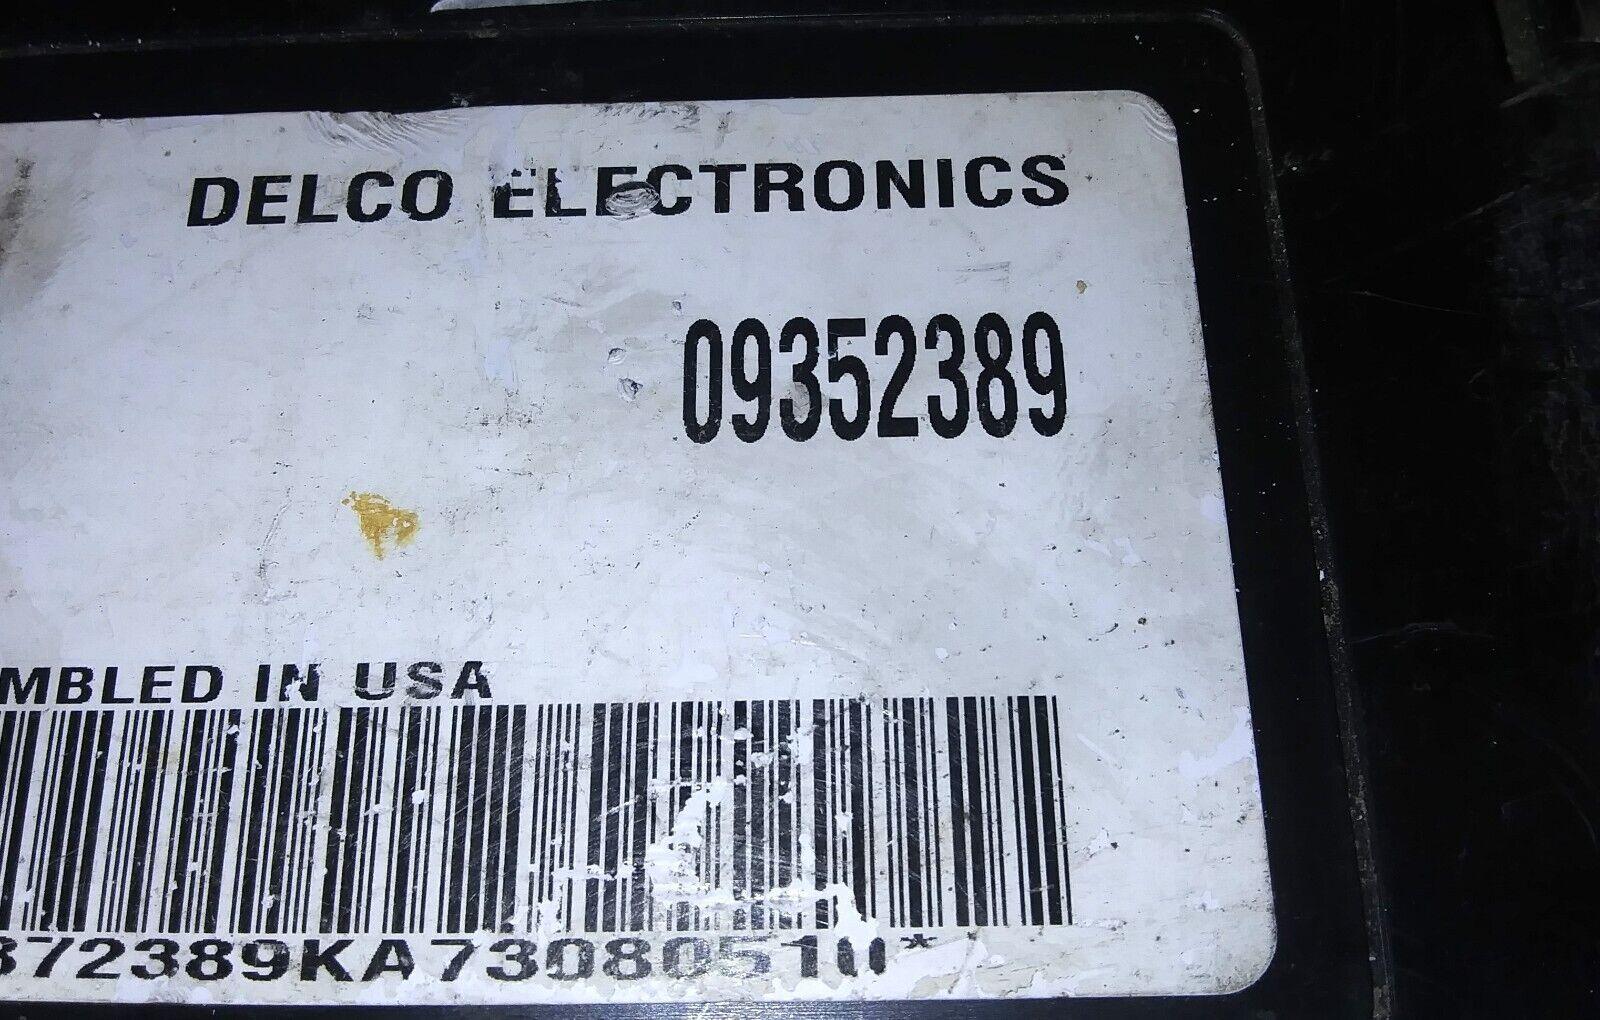 DELCO ELECTRONICS
09352389
MBLED IN USA
372389KA73080510*